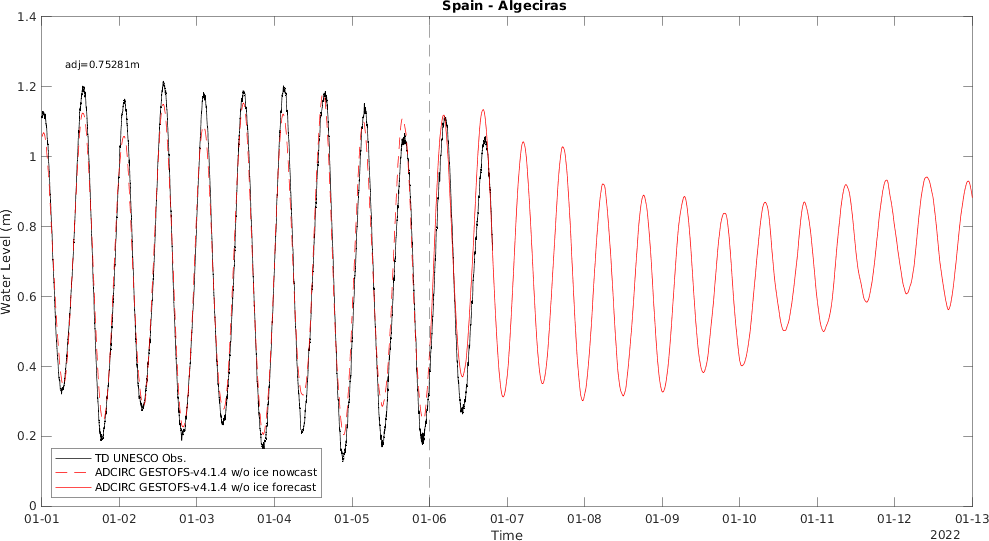 Spain - Algeciras
1.4
adj=0.75281m
1.2
1
0.8
Water Level (m)
0.6
0.4
0.2
TD UNESCO Obs.
ADCIRC GESTOFS-v4.1.4 w/o ice nowcast
ADCIRC GESTOFS-v4.1.4 w/o ice forecast
0
01-01 01-02 01-03 01-04 01-05 01-06 01-07 01-08 01-09 01-10 01-11 01-12 01-13
Time
2022